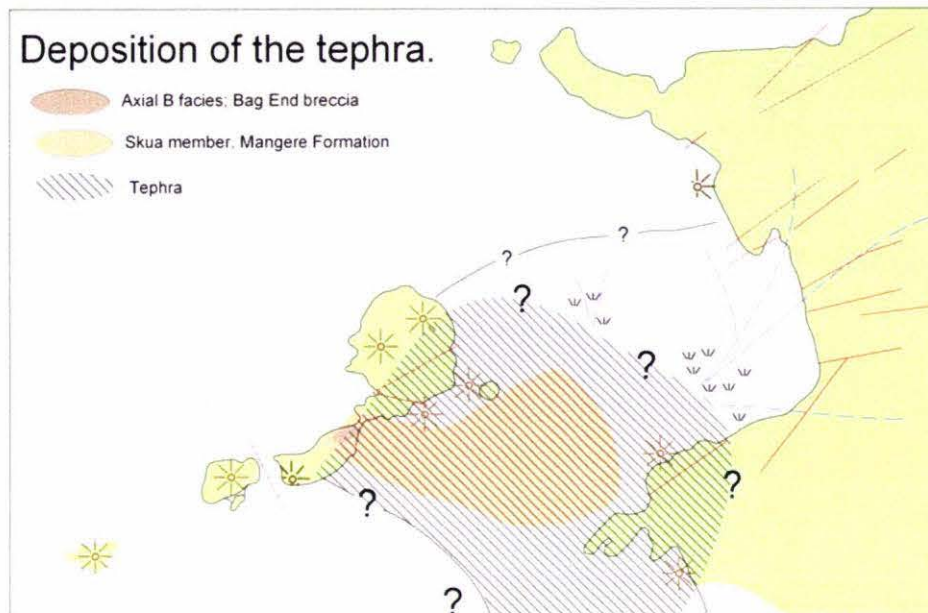 Deposition of the tephra.
Axial B facies: Bag End breccia
Skua member. Mangere Formation
Tephra
?
?
?
?
?
?
?